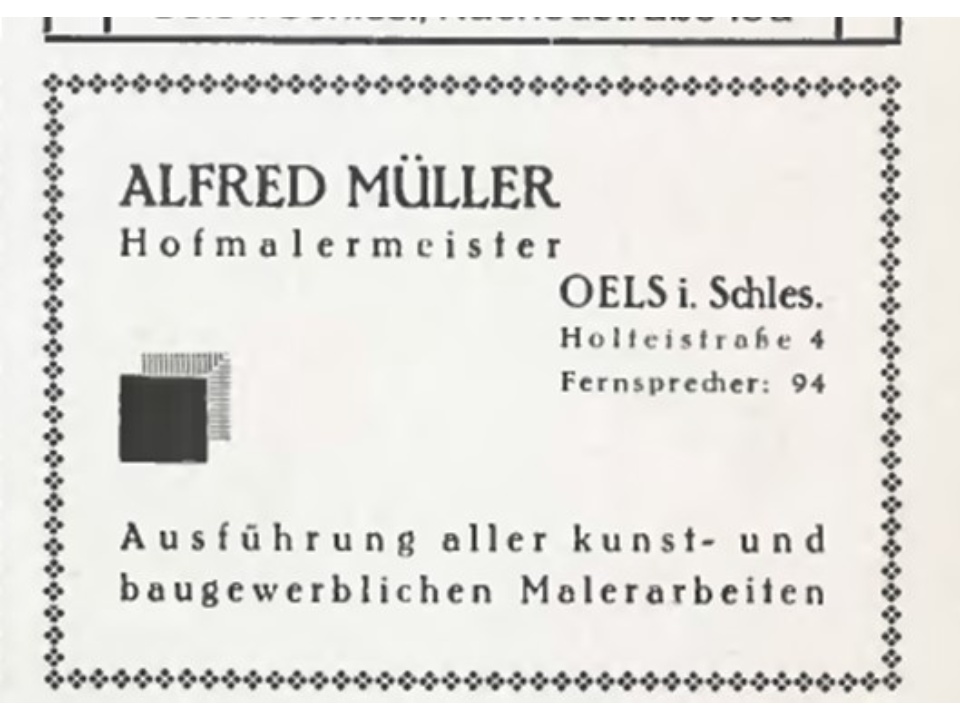 ALFRED MÜLLER
Hofmalermeister
OELS i. Schles.
Holteistraße 4
Fernsprecher: 94
Ausführung aller kunst- und
baugewerblichen Malerarbeiten